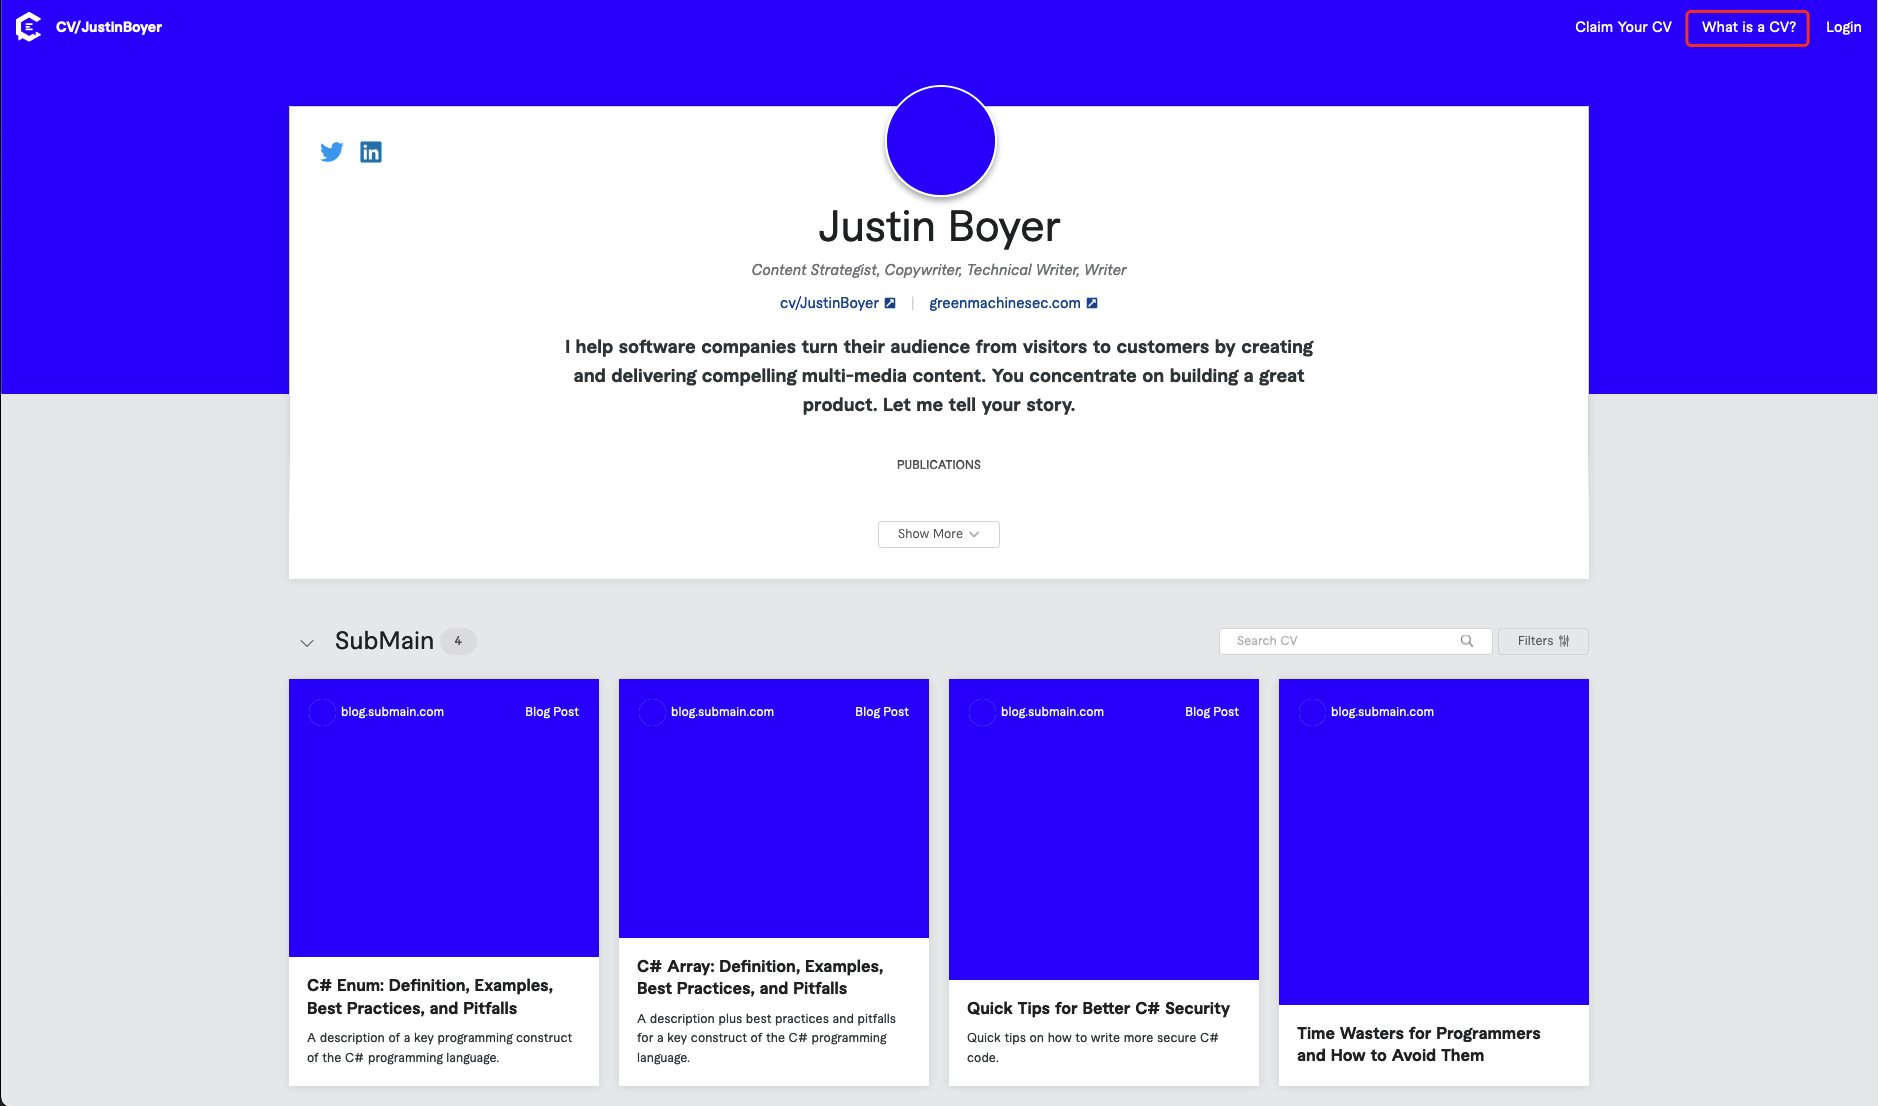 CV/JustinBoyer
Claim Your CV
What is a CV?
Login
in
Justin Boyer
Content Strategist, Copywriter, Technical Writer, Writer
cv/JustinBoyer | greenmachinesec.com
I help software companies turn their audience from visitors to customers by creating
and delivering compelling multi-media content. You concentrate on building a great
product. Let me tell your story.
PUBLICATIONS
Show More
SubMain 4
Search CV
Filters
blog.submain.com Blog Post
C# Enum: Definition, Examples,
Best Practices, and Pitfalls
A description of a key programming construct
of the C# programming language.
blog.submain.com Blog Post
C# Array: Definition, Examples,
Best Practices, and Pitfalls
A description plus best practices and pitfalls
for a key construct of the C# programming
language.
blog.submain.com Blog Post
Quick Tips for Better C# Security
Quick tips on how to write more secure C#
code.
blog.submain.com
Time Wasters for Programmers
and How to Avoid Them